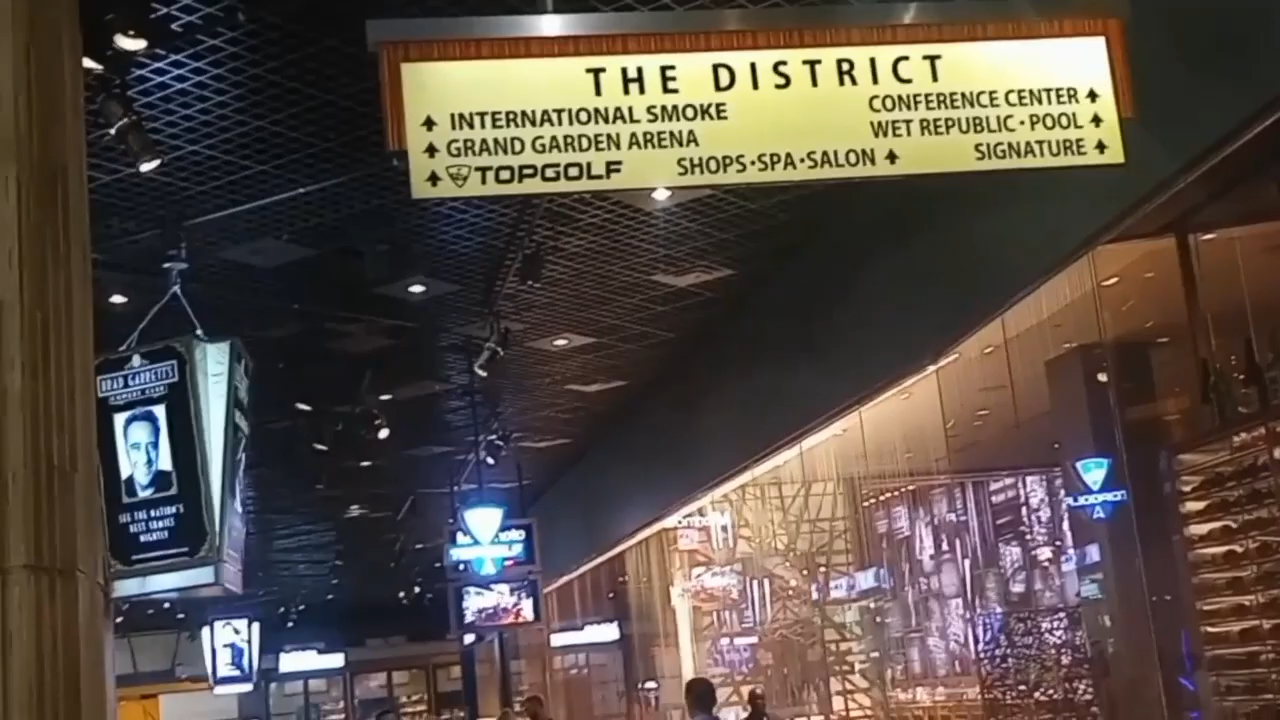 THE DISTRICT
INTERNATIONAL SMOKE
GRAND GARDEN ARENA
TOPGOLF
SHOPS·SPA·SALON
CONFERENCE CENTER
WET REPUBLIC·POOL
SIGNATURE
BRAD GARRETT'S
COMEDY CLUB
SEE THE NATION'S
BEST COMICS
NIGHTLY
TOPGOLF